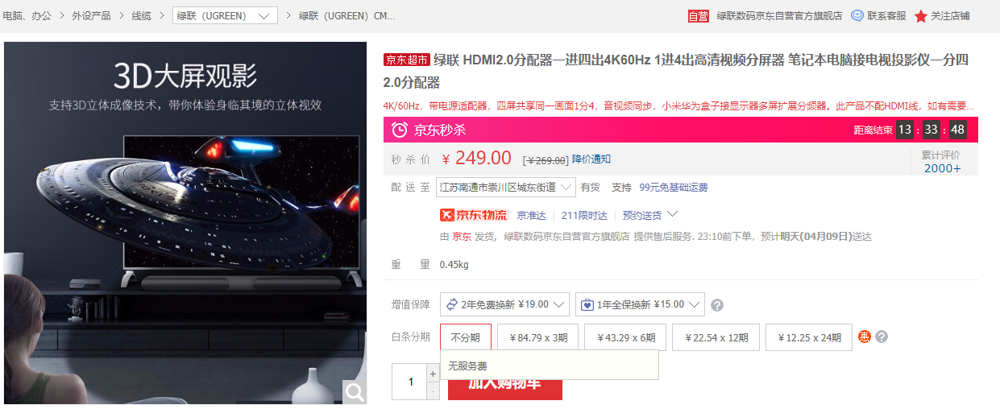 电脑、办公 > 外设产品 > 线缆 > 绿联（UGREEN） > 绿联（UGREEN）CM...
自营 绿联数码京东自营官方旗舰店 联系客服 关注店铺
3D大屏观影
支持3D立体成像技术，带你体验身临其境的立体视效
京东超市 绿联 HDMI2.0分配器一进四出4K60Hz 1进4出高清视频分屏器 笔记本电脑接电视投影仪一分四
2.0分配器
4K/60Hz，带电源适配器，四屏共享同一画面1分4，音视频同步，小米华为盒子接显示器多屏扩展分频器。此产品不配HDMI线，如有需要...
京东秒杀 距离结束 13 : 33 : 48
秒杀价 ￥249.00 [￥269.00] 降价通知 累计评价
2000+
配送至 江苏南通市崇川区城东街道 有货 支持 99元免基础运费
京东物流 京准达 | 211限时达 | 预约送货
由 京东 发货，绿联数码京东自营官方旗舰店 提供售后服务. 23:10前下单，预计明天(04月09日)送达
重量 0.45kg
增值保障 2年免费换新 ¥19.00 1年全保换新 ¥15.00 ?
白条分期 不分期 ￥84.79 x 3期 ￥43.29 x 6期 ￥22.54 x 12期 ￥12.25 x 24期 惠 ?
无服务费
1 + - 加入购物车